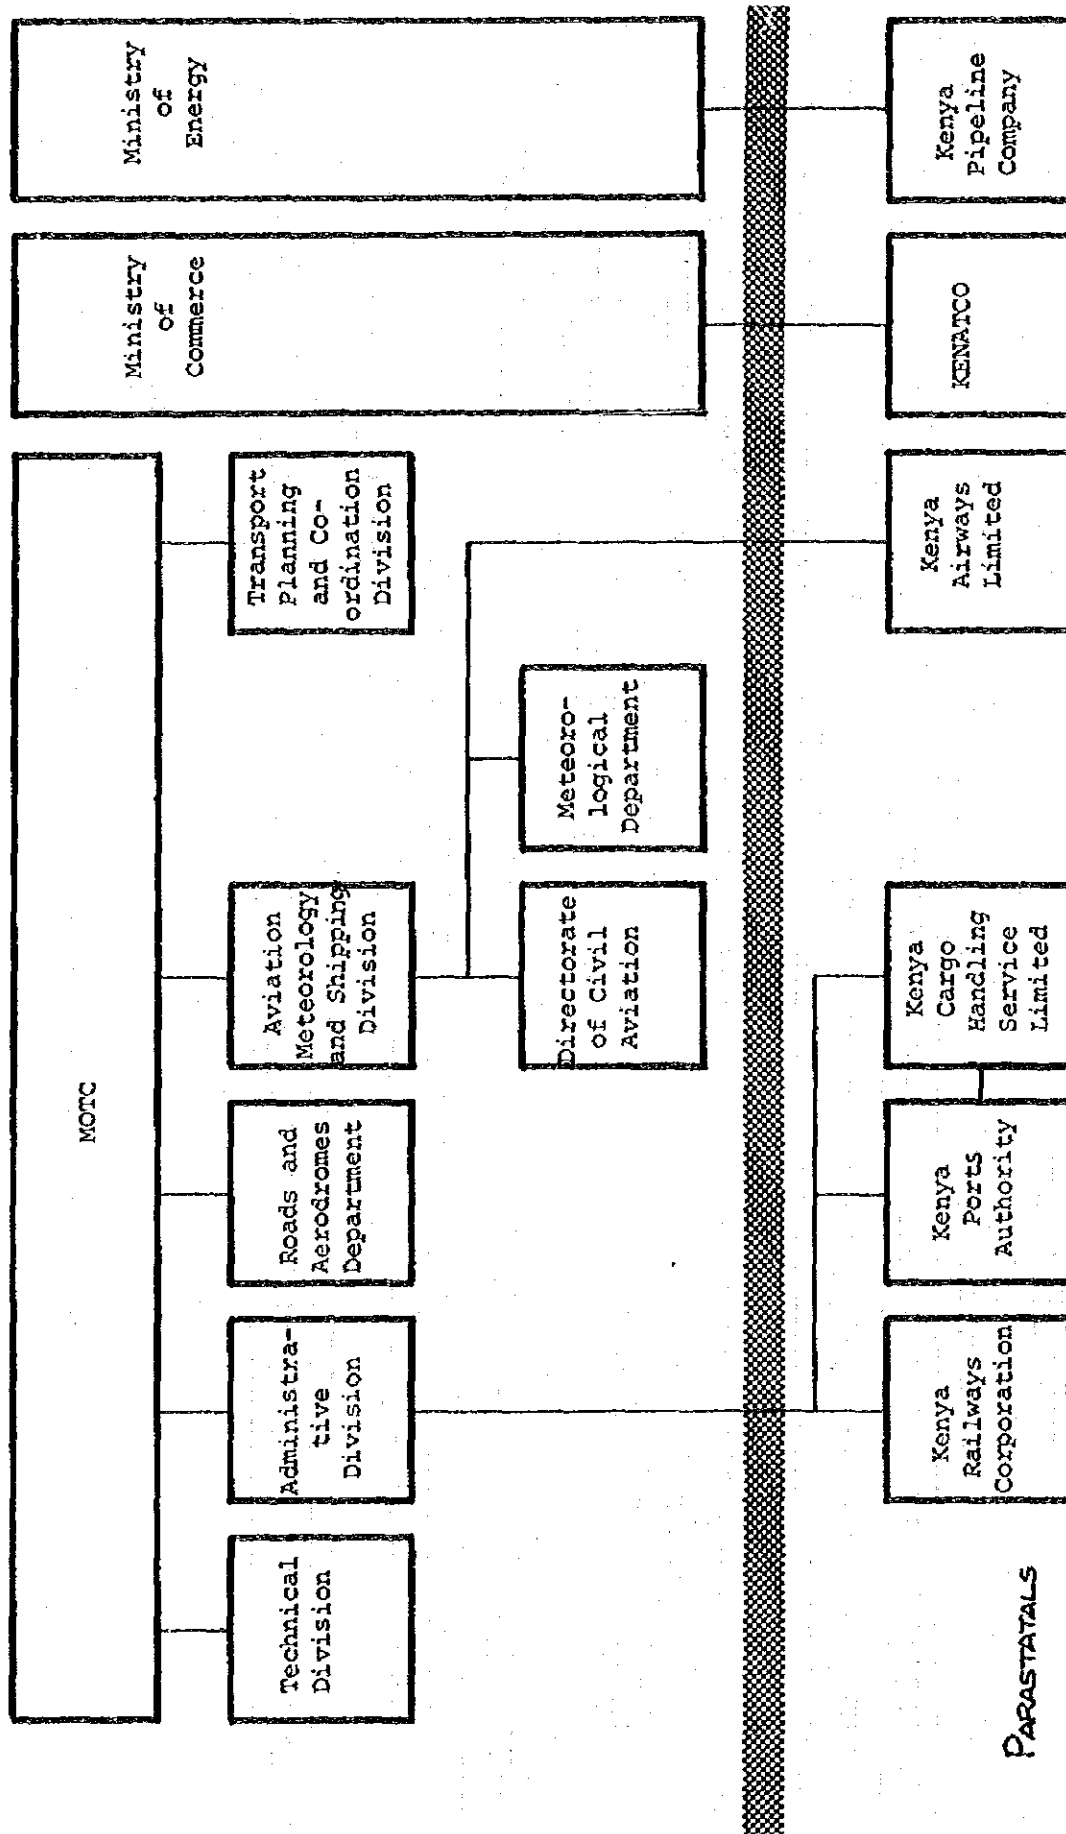 MOTC
Ministry
of
Commerce
Ministry
of
Energy
Technical
Division
Administra-
tive
Division
Roads and
Aerodromes
Department
Aviation
Meteorology
and Shipping
Division
Transport
Planning
and Co-
ordination
Division
Directorate
of Civil
Aviation
Meteoro-
logical
Department
PARASTATALS
Kenya
Railways
Corporation
Kenya
Ports
Authority
Kenya
Cargo
Handling
Service
Limited
Kenya
Airways
Limited
KENATCO
Kenya
Pipeline
Company